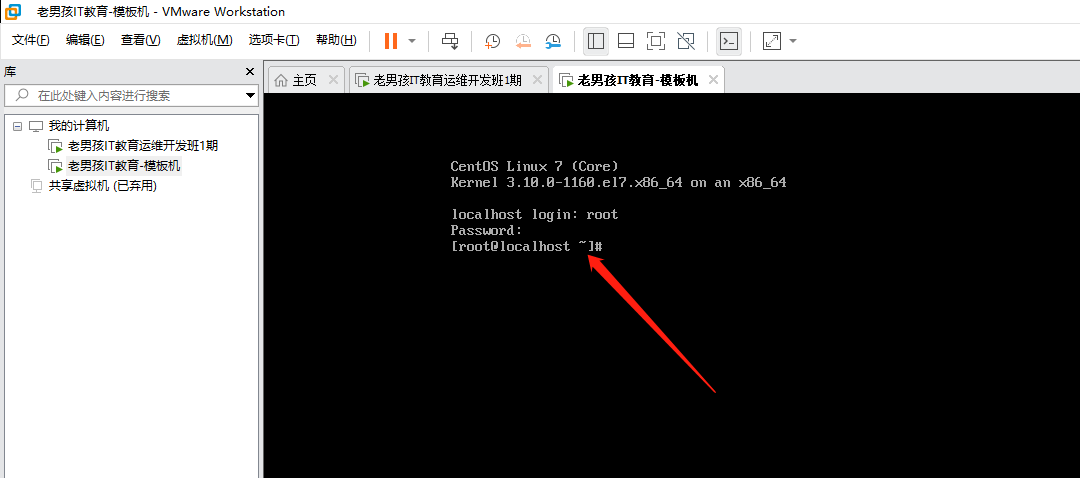 老男孩IT教育-模板机 - VMware Workstation
文件(F) 编辑(E) 查看(V) 虚拟机(M) 选项卡(T) 帮助(H)
库
在此处键入内容进行搜索
我的计算机
老男孩IT教育运维开发班1期
老男孩IT教育-模板机
共享虚拟机 (已弃用)
主页 老男孩IT教育运维开发班1期 老男孩IT教育-模板机
CentOS Linux 7 (Core)
Kernel 3.10.0-1160.el7.x86_64 on an x86_64
localhost login: root
Password:
[root@localhost ~]#